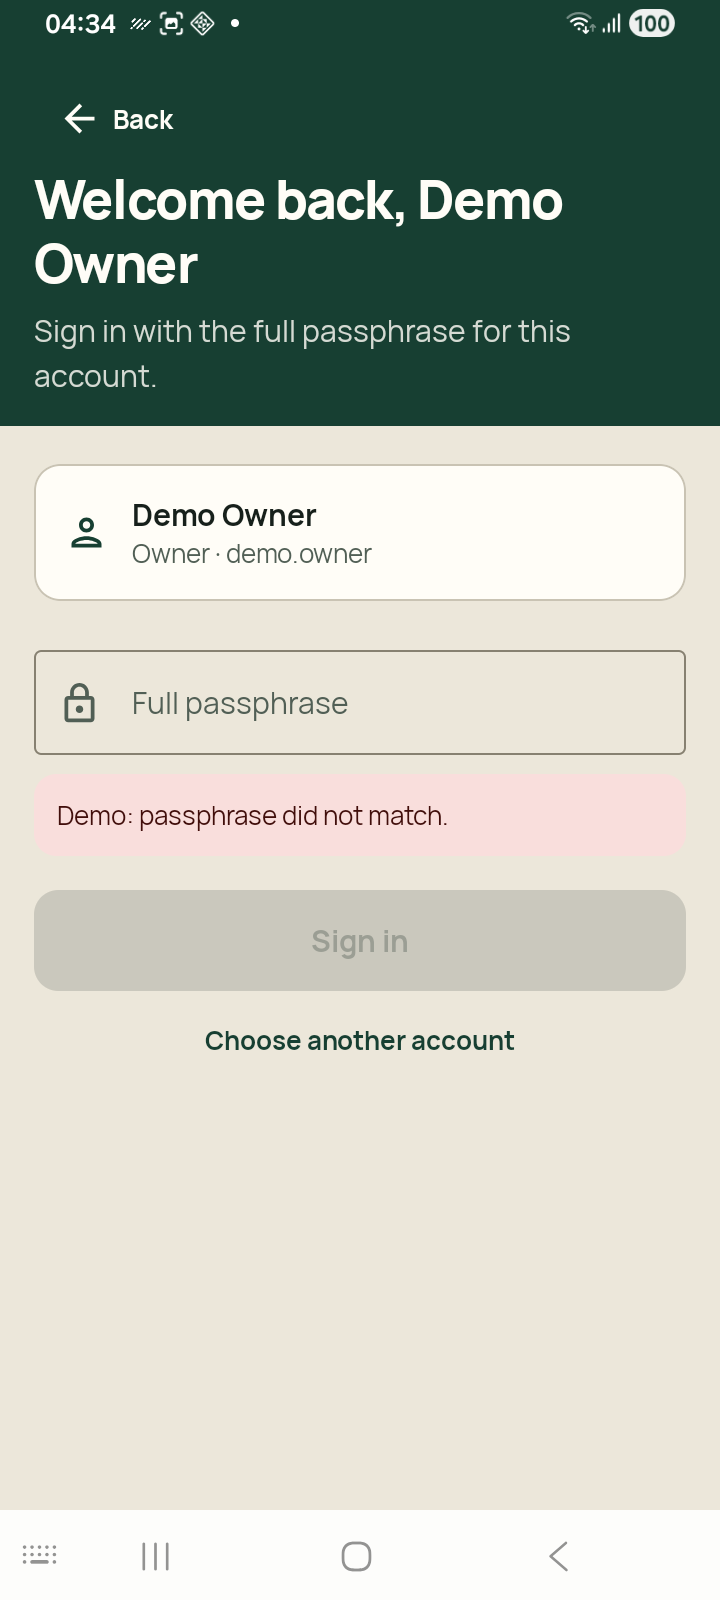 04:34
100
Back
Welcome back, Demo
Owner
Sign in with the full passphrase for this
account.
Demo Owner
Owner · demo.owner
Full passphrase
Demo: passphrase did not match.
Sign in
Choose another account